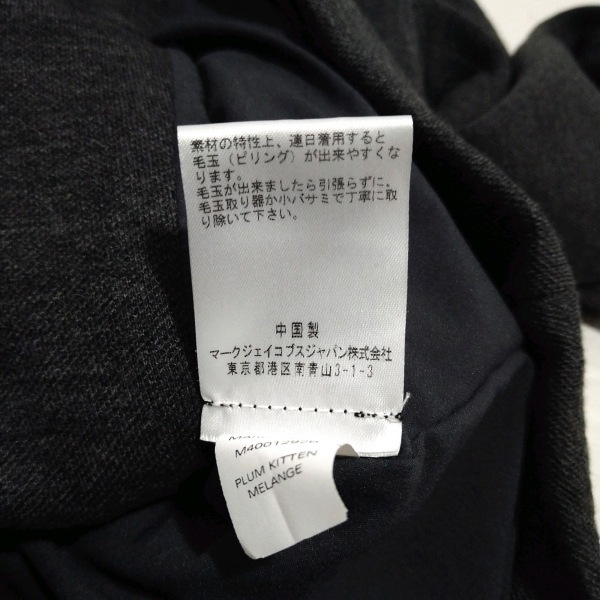 素材の特性上、連日着用すると
毛玉（ピリング）が出来やすくな
ります。
毛玉が出来ましたら引張らずに、
毛玉取り器か小バサミで丁寧に取
り除いて下さい。
中国製
マークジェイコブスジャパン株式会社
東京都港区南青山3-1-3
PLUM KITTEN
MELANGE